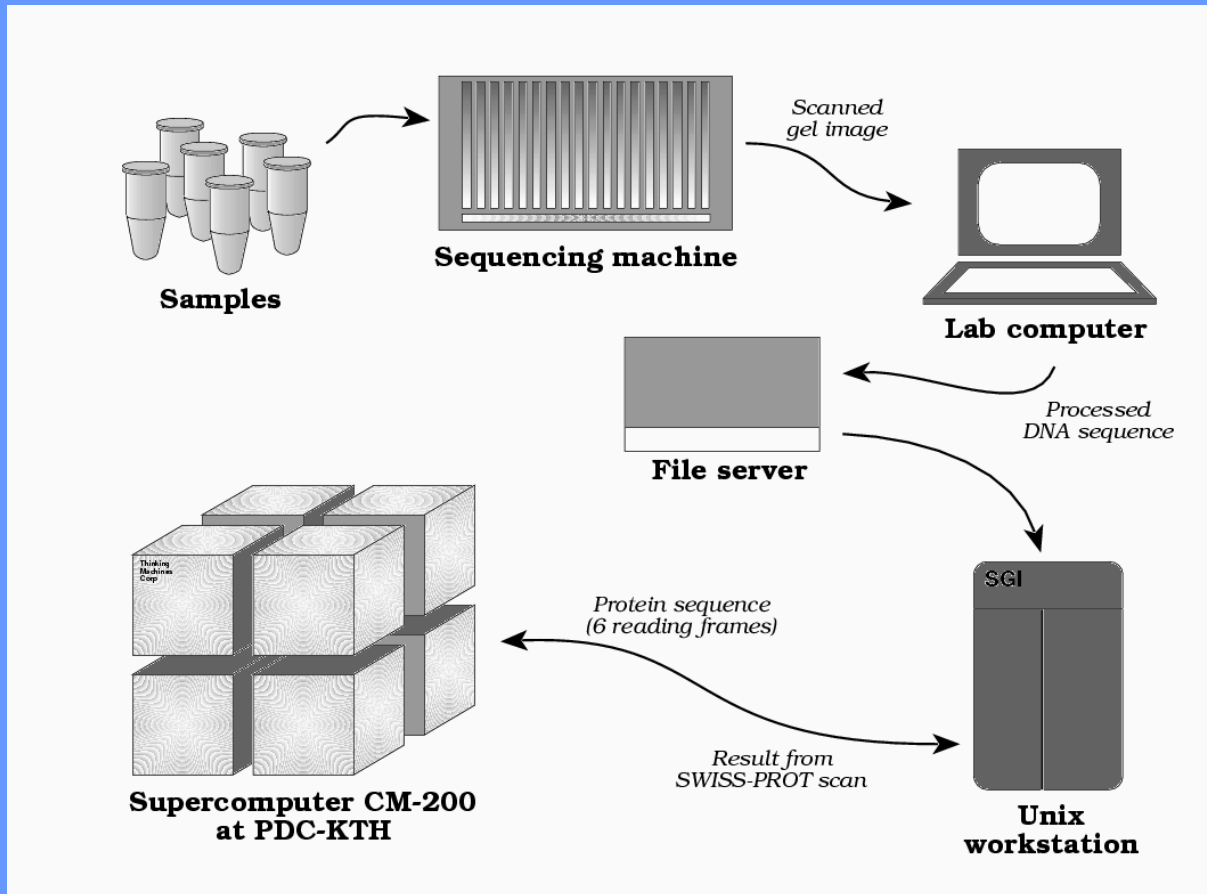 Scanned
gel image
Sequencing machine
Samples
Lab computer
Processed
DNA sequence
File server
SGI
Thinking
Machines
Corp
Protein sequence
(6 reading frames)
Result from
SWISS-PROT scan
Supercomputer CM-200
at PDC-KTH
Unix
workstation